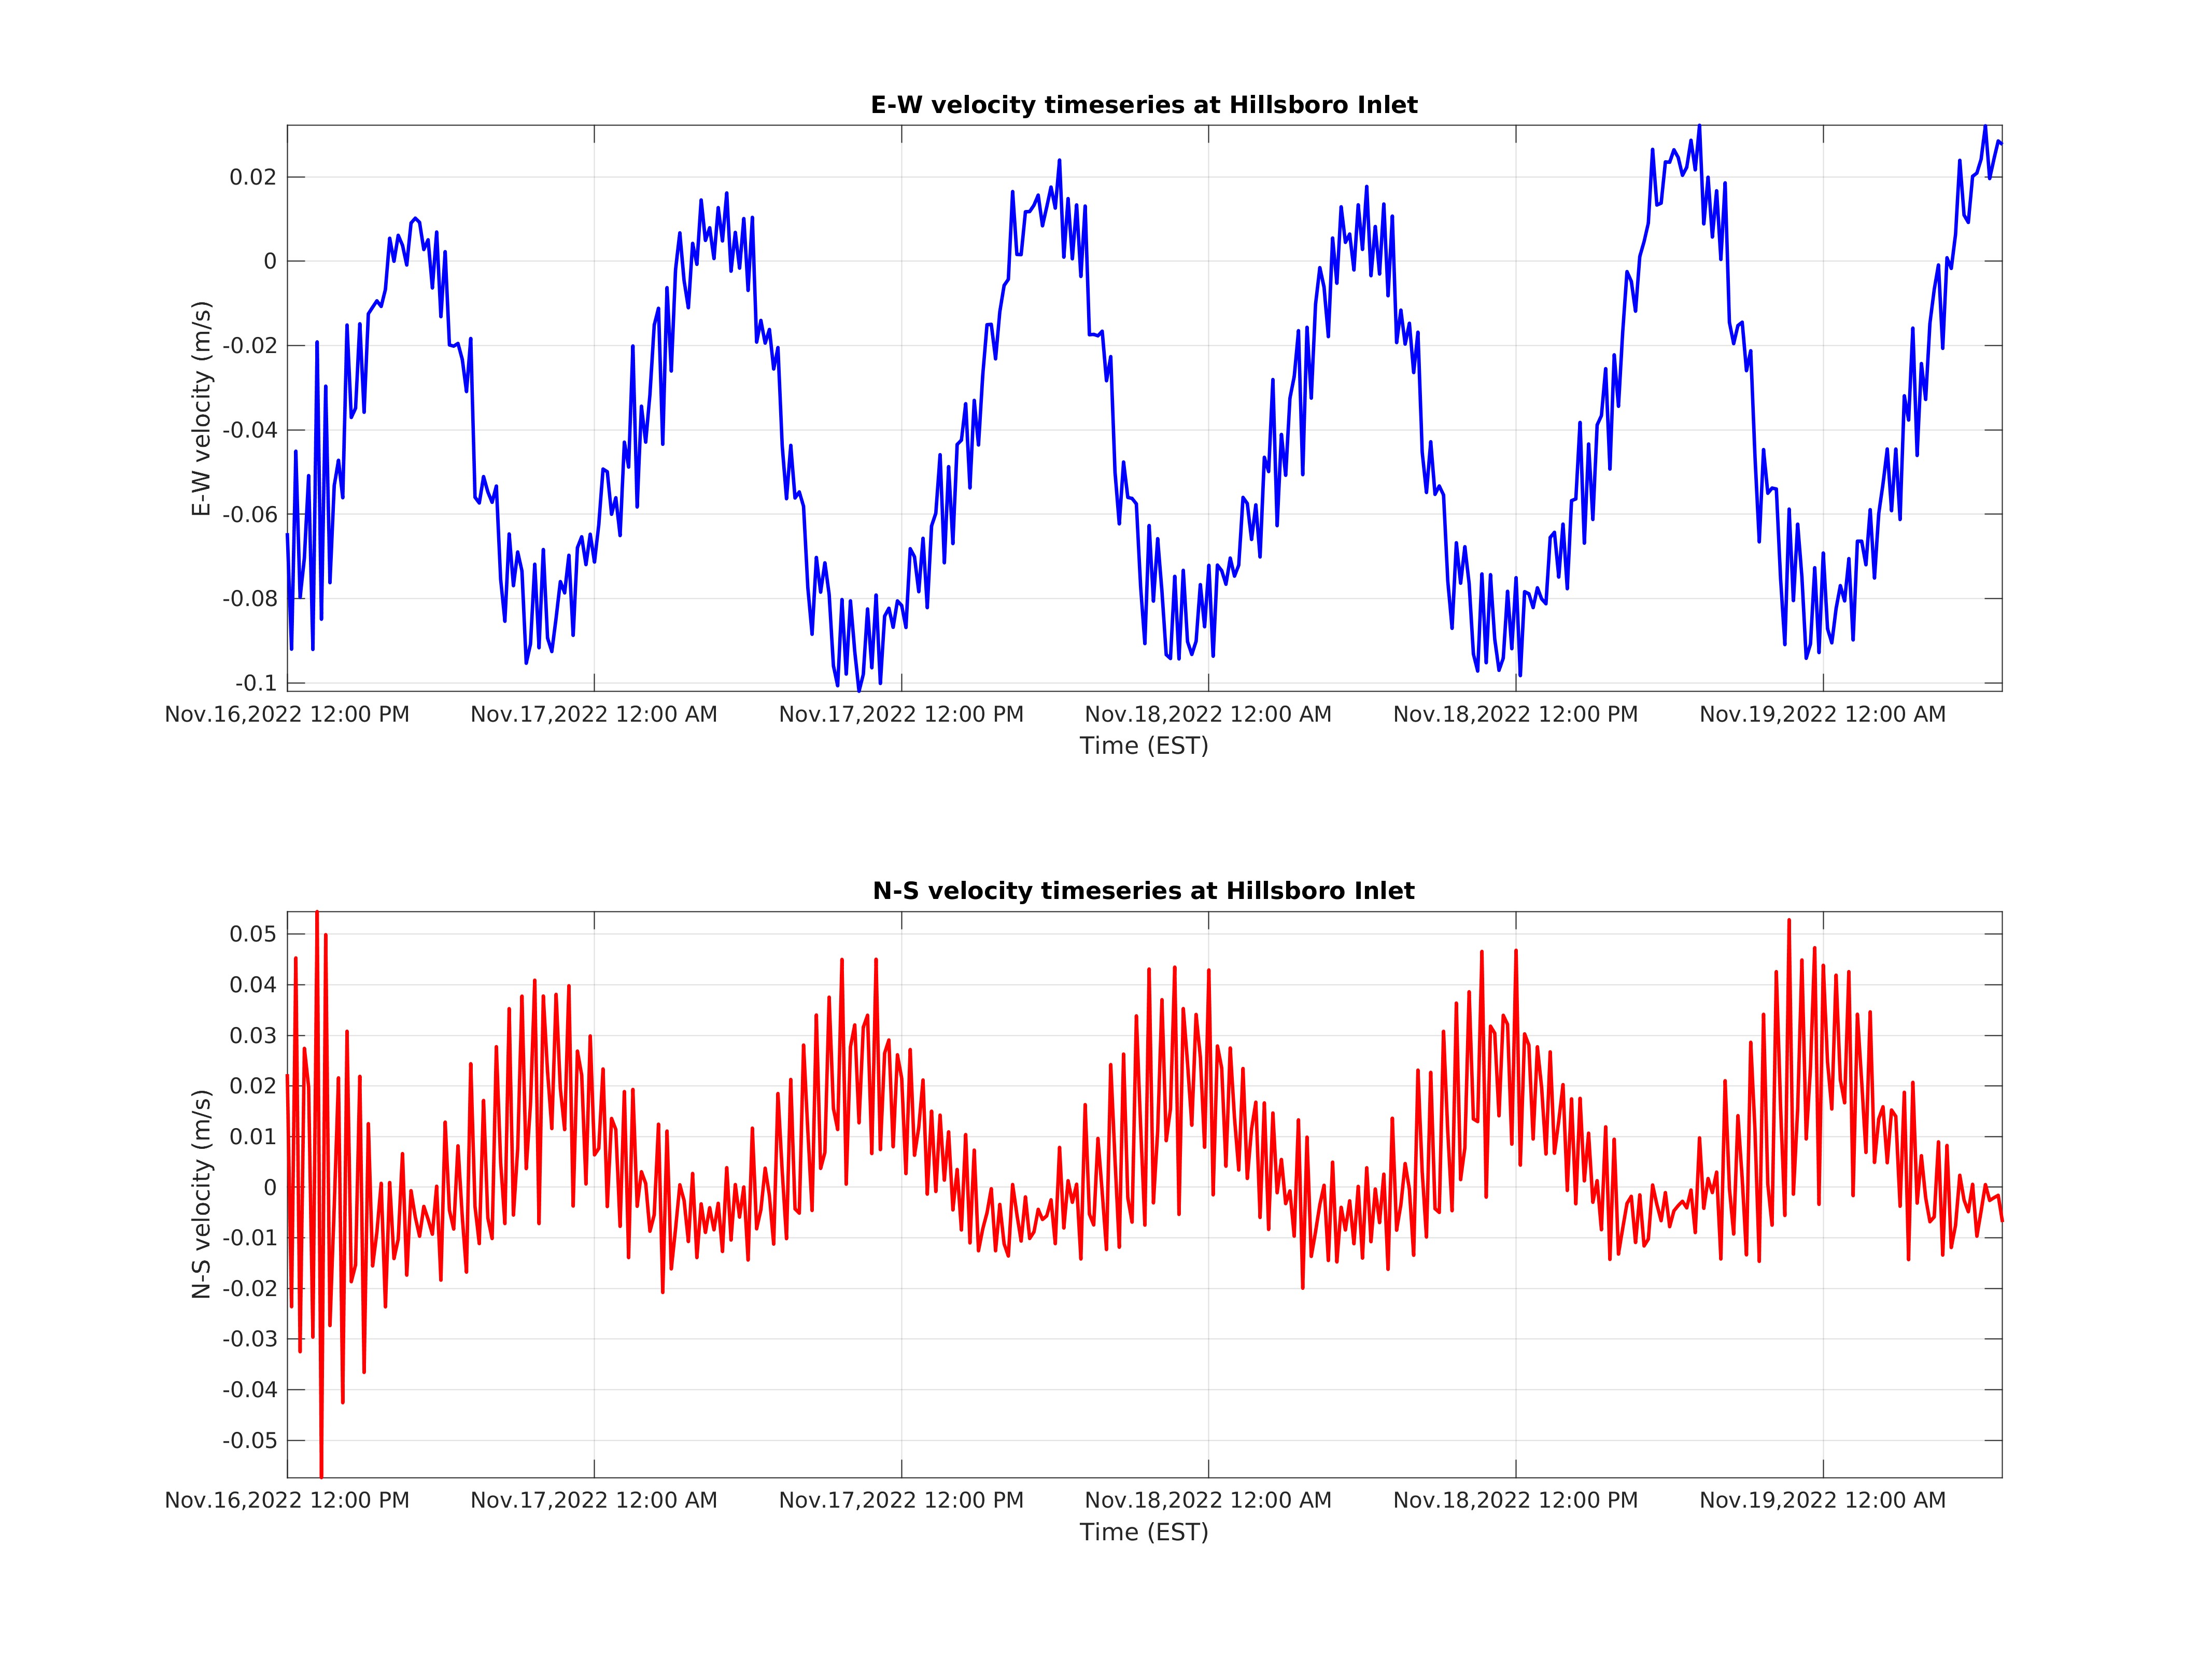 E-W velocity timeseries at Hillsboro Inlet
E-W velocity (m/s)
0.02
0
-0.02
-0.04
-0.06
-0.08
-0.1
Nov.16,2022 12:00 PM Nov.17,2022 12:00 AM Nov.17,2022 12:00 PM Nov.18,2022 12:00 AM Nov.18,2022 12:00 PM Nov.19,2022 12:00 AM
Time (EST)
N-S velocity timeseries at Hillsboro Inlet
N-S velocity (m/s)
0.05
0.04
0.03
0.02
0.01
0
-0.01
-0.02
-0.03
-0.04
-0.05
Nov.16,2022 12:00 PM Nov.17,2022 12:00 AM Nov.17,2022 12:00 PM Nov.18,2022 12:00 AM Nov.18,2022 12:00 PM Nov.19,2022 12:00 AM
Time (EST)